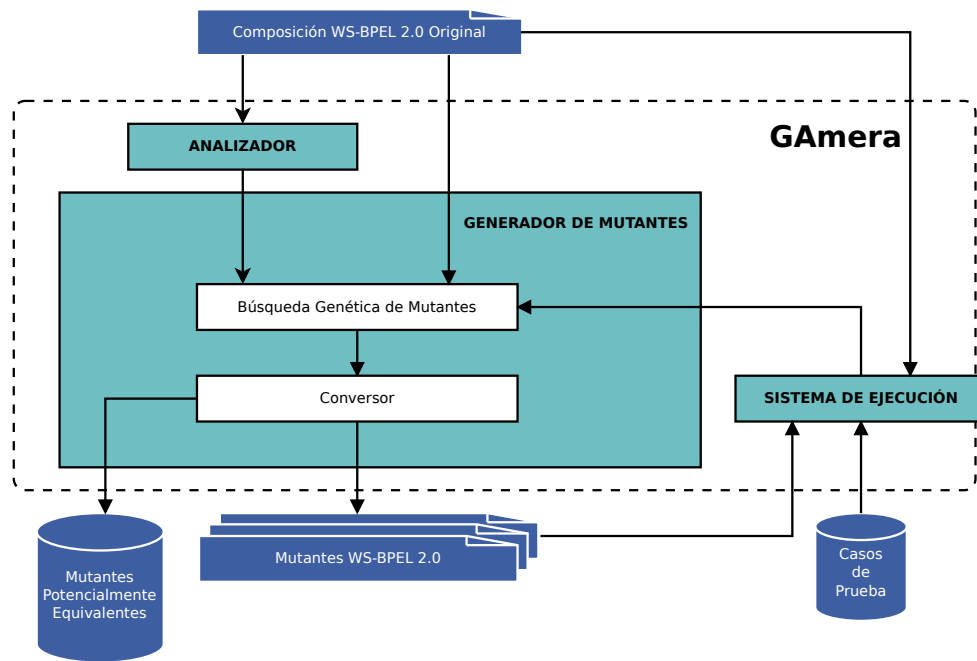 Composición WS-BPEL 2.0 Original
GAmera
ANALIZADOR
GENERADOR DE MUTANTES
Búsqueda Genética de Mutantes
Conversor
SISTEMA DE EJECUCIÓN
Mutantes
Potencialmente
Equivalentes
Mutantes WS-BPEL 2.0
Casos
de
Prueba